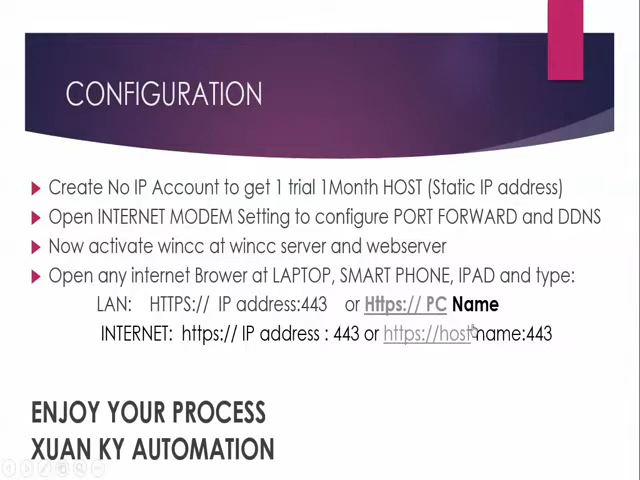 CONFIGURATION
Create No IP Account to get 1 trial 1Month HOST (Static IP address)
Open INTERNET MODEM Setting to configure PORT FORWARD and DDNS
Now activate wincc at wincc server and webserver
Open any internet Brower at LAPTOP, SMART PHONE, IPAD and type:
LAN: HTTPS:// IP address:443 or Https:// PC Name
INTERNET: https:// IP address : 443 or https://host name:443
ENJOY YOUR PROCESS
XUAN KY AUTOMATION